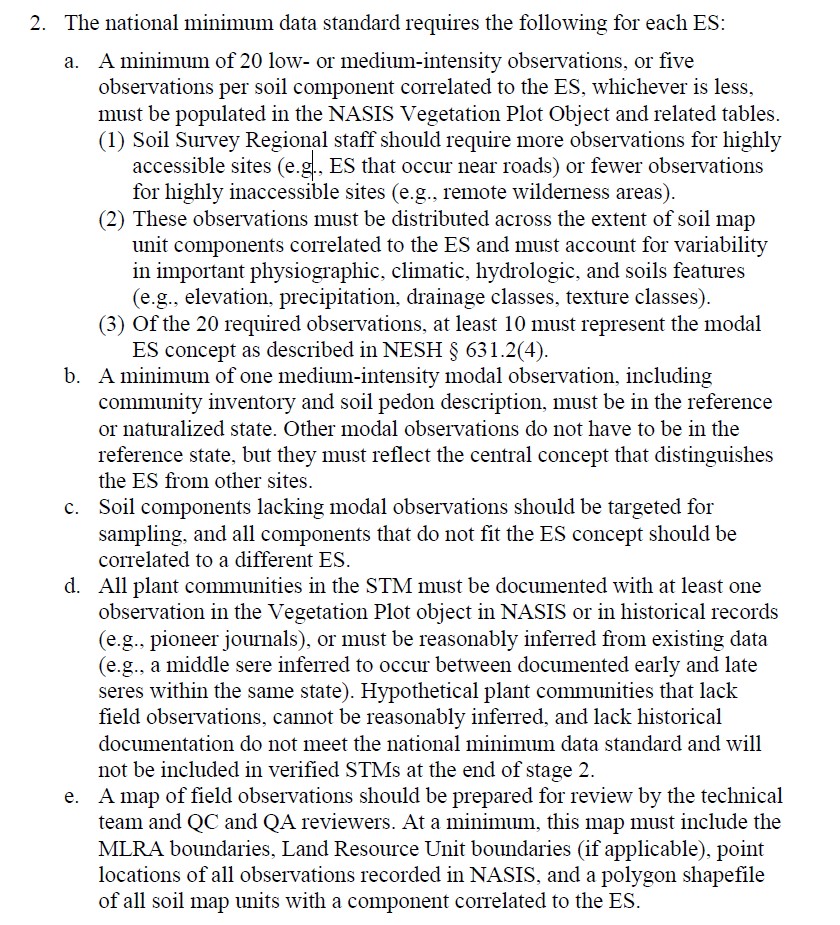 2. The national minimum data standard requires the following for each ES:
a. A minimum of 20 low- or medium-intensity observations, or five
observations per soil component correlated to the ES, whichever is less,
must be populated in the NASIS Vegetation Plot Object and related tables.
(1) Soil Survey Regional staff should require more observations for highly
accessible sites (e.g., ES that occur near roads) or fewer observations
for highly inaccessible sites (e.g., remote wilderness areas).
(2) These observations must be distributed across the extent of soil map
unit components correlated to the ES and must account for variability
in important physiographic, climatic, hydrologic, and soils features
(e.g., elevation, precipitation, drainage classes, texture classes).
(3) Of the 20 required observations, at least 10 must represent the modal
ES concept as described in NESH § 631.2(4).
b. A minimum of one medium-intensity modal observation, including
community inventory and soil pedon description, must be in the reference
or naturalized state. Other modal observations do not have to be in the
reference state, but they must reflect the central concept that distinguishes
the ES from other sites.
c. Soil components lacking modal observations should be targeted for
sampling, and all components that do not fit the ES concept should be
correlated to a different ES.
d. All plant communities in the STM must be documented with at least one
observation in the Vegetation Plot object in NASIS or in historical records
(e.g., pioneer journals), or must be reasonably inferred from existing data
(e.g., a middle sere inferred to occur between documented early and late
seres within the same state). Hypothetical plant communities that lack
field observations, cannot be reasonably inferred, and lack historical
documentation do not meet the national minimum data standard and will
not be included in verified STMs at the end of stage 2.
e. A map of field observations should be prepared for review by the technical
team and QC and QA reviewers. At a minimum, this map must include the
MLRA boundaries, Land Resource Unit boundaries (if applicable), point
locations of all observations recorded in NASIS, and a polygon shapefile
of all soil map units with a component correlated to the ES.